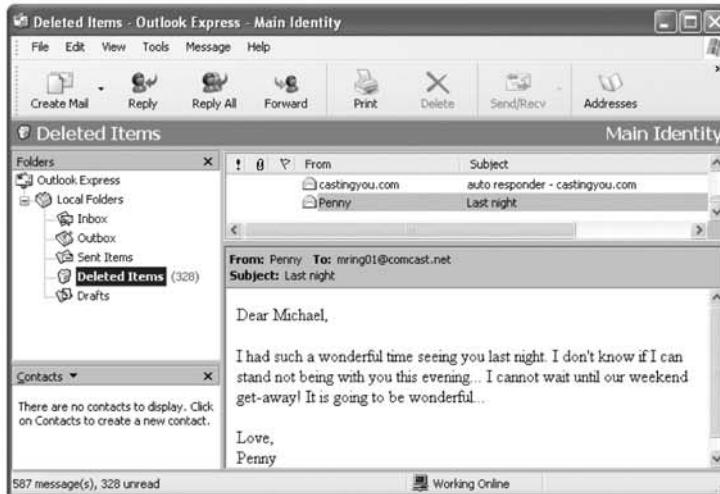 Deleted Items - Outlook Express - Main Identity
File Edit View Tools Message Help
Create Mail Reply Reply All Forward Print Delete Send/Recv Addresses
Deleted Items Main Identity
Folders
Outlook Express
Local Folders
Inbox
Outbox
Sent Items
Deleted Items (328)
Drafts
Contacts
There are no contacts to display. Click
on Contacts to create a new contact.
! From Subject
castingyou.com auto responder - castingyou.com
Penny Last night
From: Penny To: mring01@comcast.net
Subject: Last night
Dear Michael,
I had such a wonderful time seeing you last night. I don't know if I can
stand not being with you this evening... I cannot wait until our weekend
get-away! It is going to be wonderful...
Love,
Penny
587 message(s), 328 unread Working Online